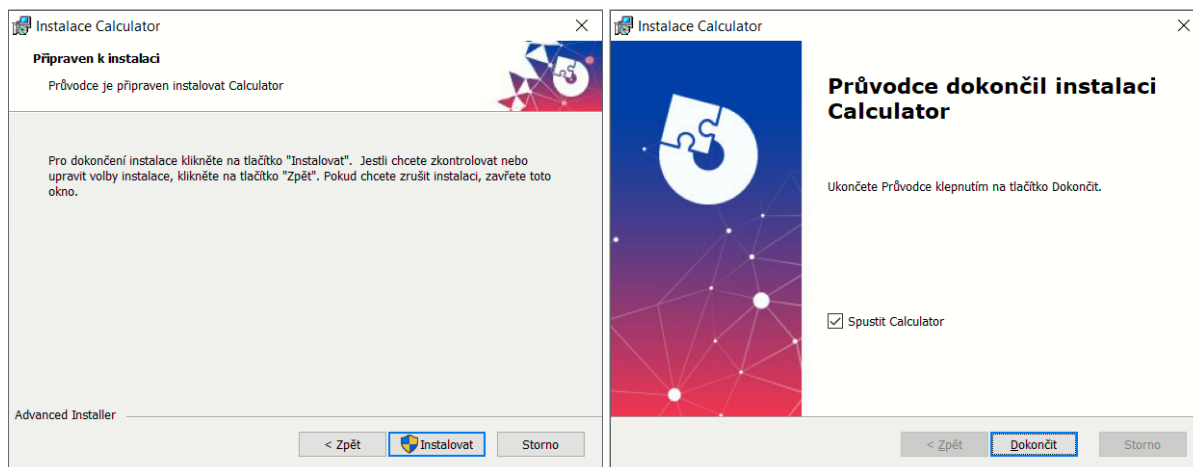 Instalace Calculator
Připraven k instalaci
Průvodce je připraven instalovat Calculator
Pro dokončení instalace klikněte na tlačítko "Instalovat".  Jestli chcete zkontrolovat nebo
upravit volby instalace, klikněte na tlačítko "Zpět". Pokud chcete zrušit instalaci, zavřete toto
okno.
Advanced Installer
< Zpět
Instalovat
Storno
Instalace Calculator
Průvodce dokončil instalaci
Calculator
Ukončete Průvodce klepnutím na tlačítko Dokončit.
Spustit Calculator
< Zpět
Dokončit
Storno